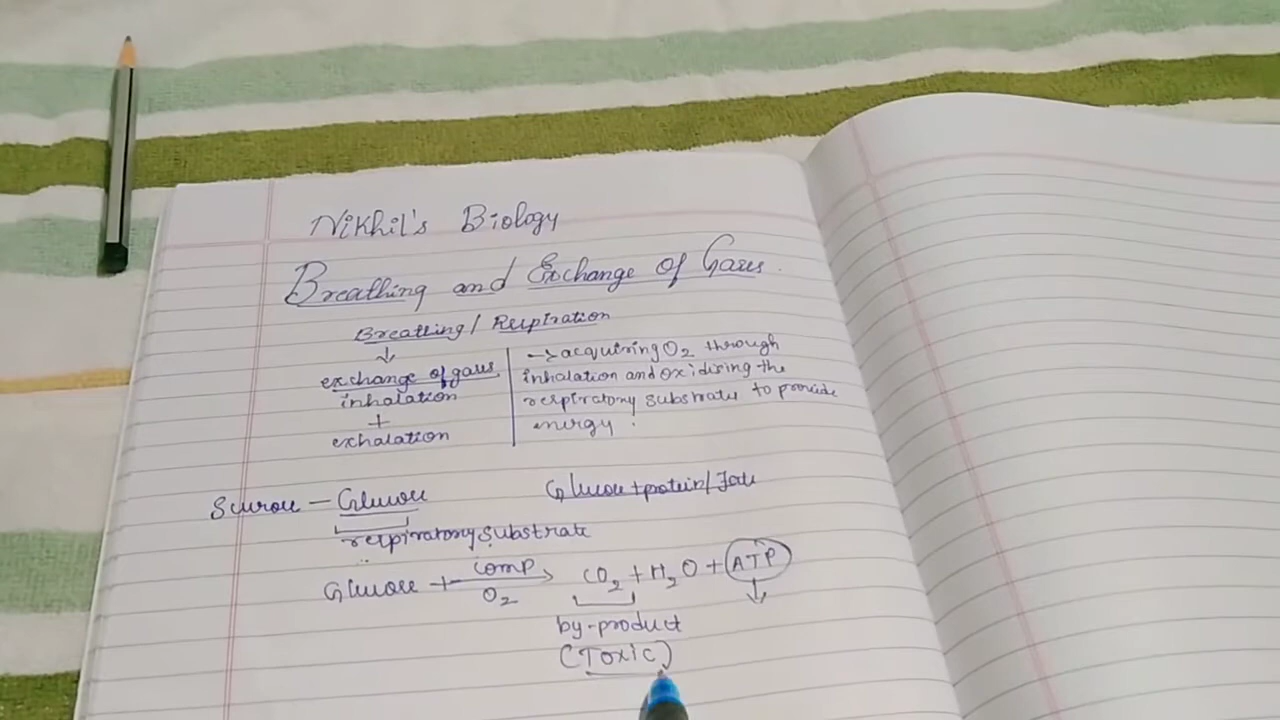 Nikhil's Biology
Breathing and Exchange of Gases.
Breathing / Respiration
↓
exchange of gases
inhalation
+
exhalation
→ acquiring O₂ through
inhalation and oxidising the
respiratory substrate to provide
energy.
Sucrose – Glucose
respiratory substrate
Glucose + protein / Fats
Glucose + comp O₂ → CO₂ + H₂O + ATP
↓
by-product
(Toxic)